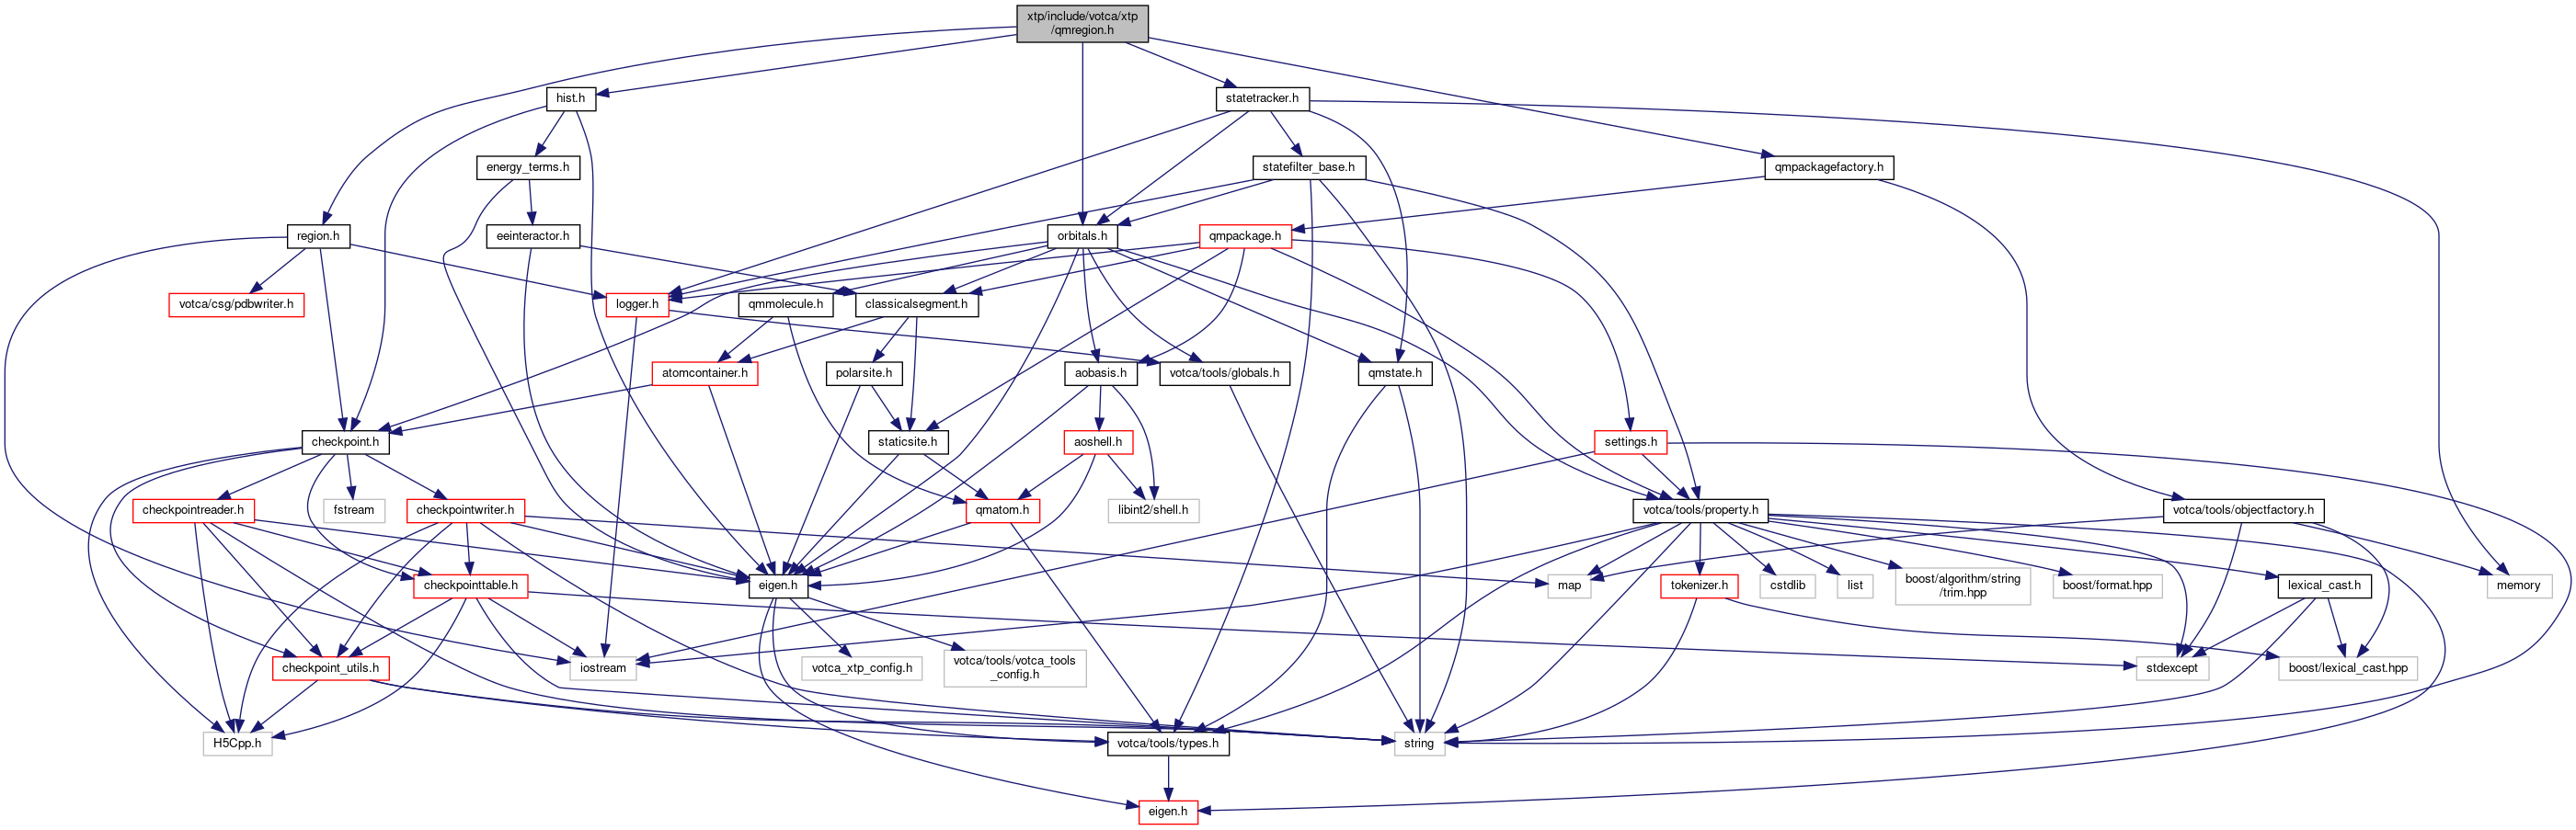 xtp/include/votca/xtp
/qmregion.h
hist.h
statetracker.h
energy_terms.h
statefilter_base.h
qmpackagefactory.h
region.h
eeinteractor.h
orbitals.h
qmpackage.h
votca/csg/pdbwriter.h
logger.h
qmmolecule.h
classicalsegment.h
atomcontainer.h
polarsite.h
aobasis.h
votca/tools/globals.h
qmstate.h
checkpoint.h
staticsite.h
aoshell.h
settings.h
checkpointreader.h
fstream
checkpointwriter.h
qmatom.h
libint2/shell.h
votca/tools/property.h
votca/tools/objectfactory.h
checkpointtable.h
eigen.h
map
tokenizer.h
cstdlib
list
boost/algorithm/string
/trim.hpp
boost/format.hpp
lexical_cast.h
memory
checkpoint_utils.h
iostream
votca_xtp_config.h
votca/tools/votca_tools
_config.h
stdexcept
boost/lexical_cast.hpp
H5Cpp.h
votca/tools/types.h
string
eigen.h